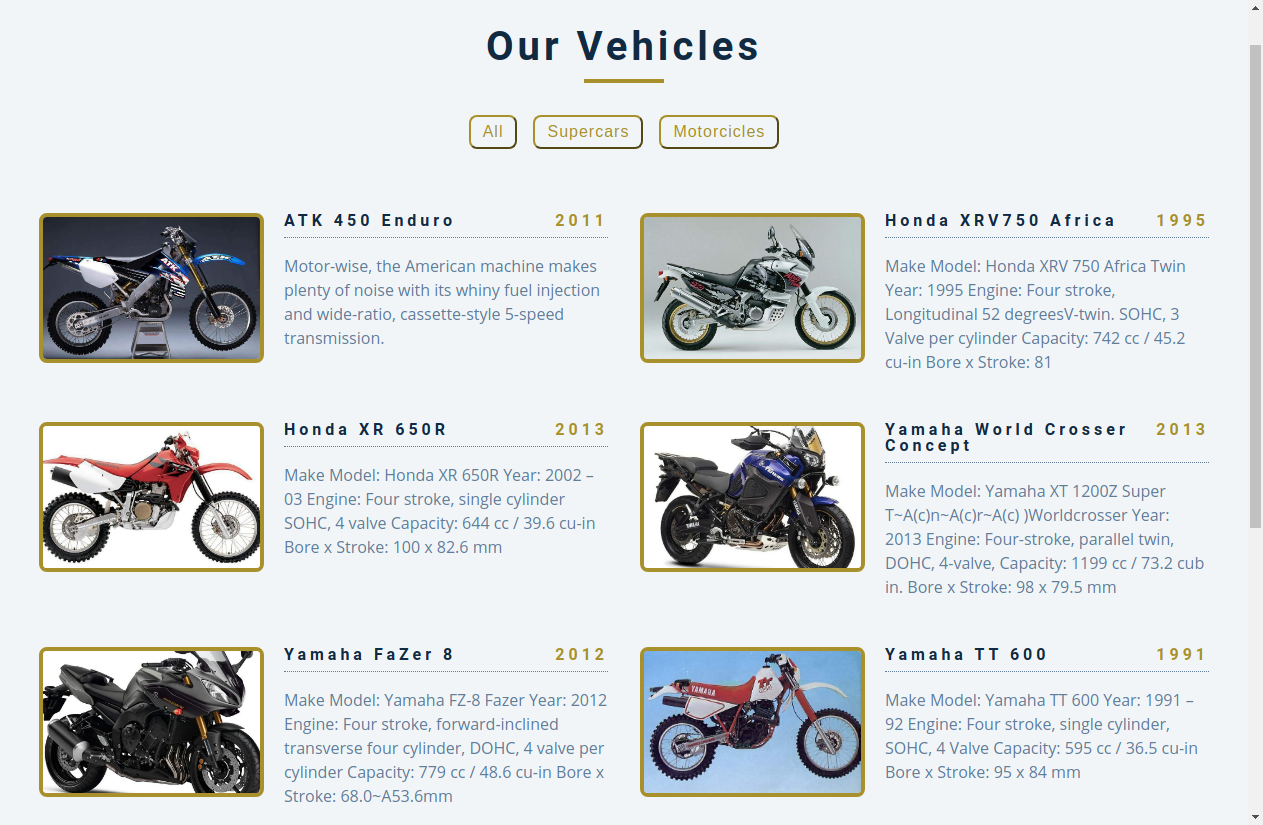 Our Vehicles
All
Supercars
Motorcicles
ATK 450 Enduro
2011
Motor-wise, the American machine makes
plenty of noise with its whiny fuel injection
and wide-ratio, cassette-style 5-speed
transmission.
ATK
Honda XRV750 Africa
1995
Make Model: Honda XRV 750 Africa Twin
Year: 1995 Engine: Four stroke,
Longitudinal 52 degreesV-twin. SOHC, 3
Valve per cylinder Capacity: 742 cc / 45.2
cu-in Bore x Stroke: 81
Honda XR 650R
2013
Make Model: Honda XR 650R Year: 2002 –
03 Engine: Four stroke, single cylinder
SOHC, 4 valve Capacity: 644 cc / 39.6 cu-in
Bore x Stroke: 100 x 82.6 mm
Yamaha World Crosser
Concept
2013
Make Model: Yamaha XT 1200Z Super
T~A(c)n~A(c)r~A(c) )Worldcrosser Year:
2013 Engine: Four-stroke, parallel twin,
DOHC, 4-valve, Capacity: 1199 cc / 73.2 cub
in. Bore x Stroke: 98 x 79.5 mm
Yamaha FaZer 8
2012
Make Model: Yamaha FZ-8 Fazer Year: 2012
Engine: Four stroke, forward-inclined
transverse four cylinder, DOHC, 4 valve per
cylinder Capacity: 779 cc / 48.6 cu-in Bore x
Stroke: 68.0~A53.6mm
Yamaha TT 600
1991
Make Model: Yamaha TT 600 Year: 1991 –
92 Engine: Four stroke, single cylinder,
SOHC, 4 Valve Capacity: 595 cc / 36.5 cu-in
Bore x Stroke: 95 x 84 mm
YAMAHA